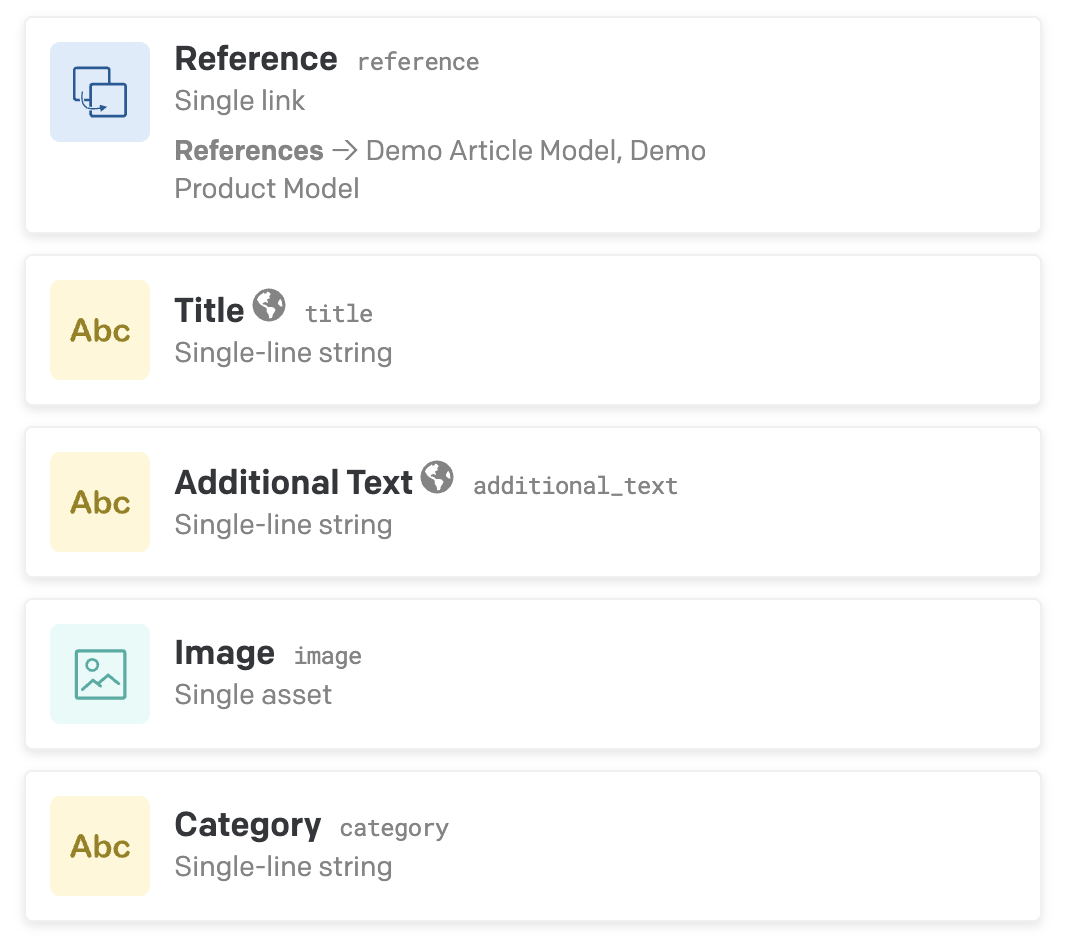 Reference reference
Single link
References → Demo Article Model, Demo
Product Model
Abc
Title title
Single-line string
Abc
Additional Text additional_text
Single-line string
Image image
Single asset
Abc
Category category
Single-line string